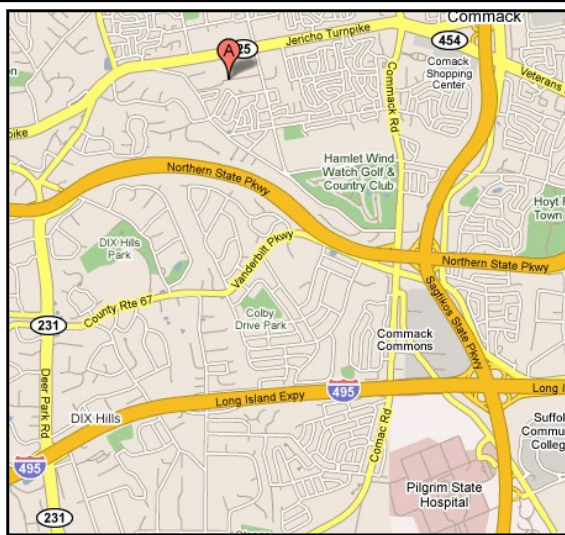 Commack
454
Jericho Turnpike
25
A
Comack
Shopping
Center
Veterans
pike
Commack Rd
Hamlet Wind
Watch Golf &
Country Club
Northern State Pkwy
Hoyt F
Town
DIX Hills
Park
Vanderbilt Pkwy
Northern State Pkwy
County Rte 67
Colby
Drive Park
Sagtikos State Pkwy
231
Commack
Commons
Deer Park Rd
495
Long Island Expy
Long I
DIX Hills
Comac Rd
Suffol
Commu
Colleg
495
Pilgrim State
Hospital
231